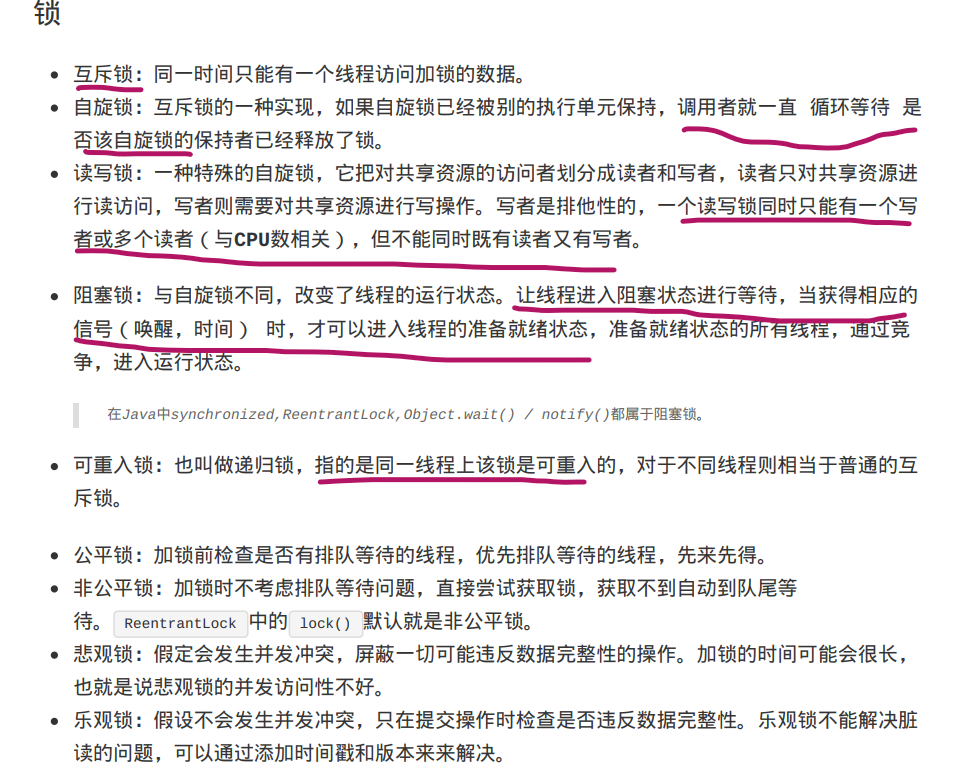 锁
互斥锁：同一时间只能有一个线程访问加锁的数据。
自旋锁：互斥锁的一种实现，如果自旋锁已经被别的执行单元保持，调用者就一直 循环等待 是
否该自旋锁的保持者已经释放了锁。
读写锁：一种特殊的自旋锁，它把对共享资源的访问者划分成读者和写者，读者只对共享资源进
行读访问，写者则需要对共享资源进行写操作。写者是排他性的，一个读写锁同时只能有一个写
者或多个读者（与CPU数相关），但不能同时既有读者又有写者。
阻塞锁：与自旋锁不同，改变了线程的运行状态。让线程进入阻塞状态进行等待，当获得相应的
信号（唤醒，时间） 时，才可以进入线程的准备就绪状态，准备就绪状态的所有线程，通过竞
争，进入运行状态。
在Java中synchronized,ReentrantLock,Object.wait() / notify()都属于阻塞锁。
可重入锁：也叫做递归锁，指的是同一线程上该锁是可重入的，对于不同线程则相当于普通的互
斥锁。
公平锁：加锁前检查是否有排队等待的线程，优先排队等待的线程，先来先得。
非公平锁：加锁时不考虑排队等待问题，直接尝试获取锁，获取不到自动到队尾等
待。 ReentrantLock 中的 lock() 默认就是非公平锁。
悲观锁：假定会发生并发冲突，屏蔽一切可能违反数据完整性的操作。加锁的时间可能会很长，
也就是说悲观锁的并发访问性不好。
乐观锁：假设不会发生并发冲突，只在提交操作时检查是否违反数据完整性。乐观锁不能解决脏
读的问题，可以通过添加时间戳和版本来来解决。